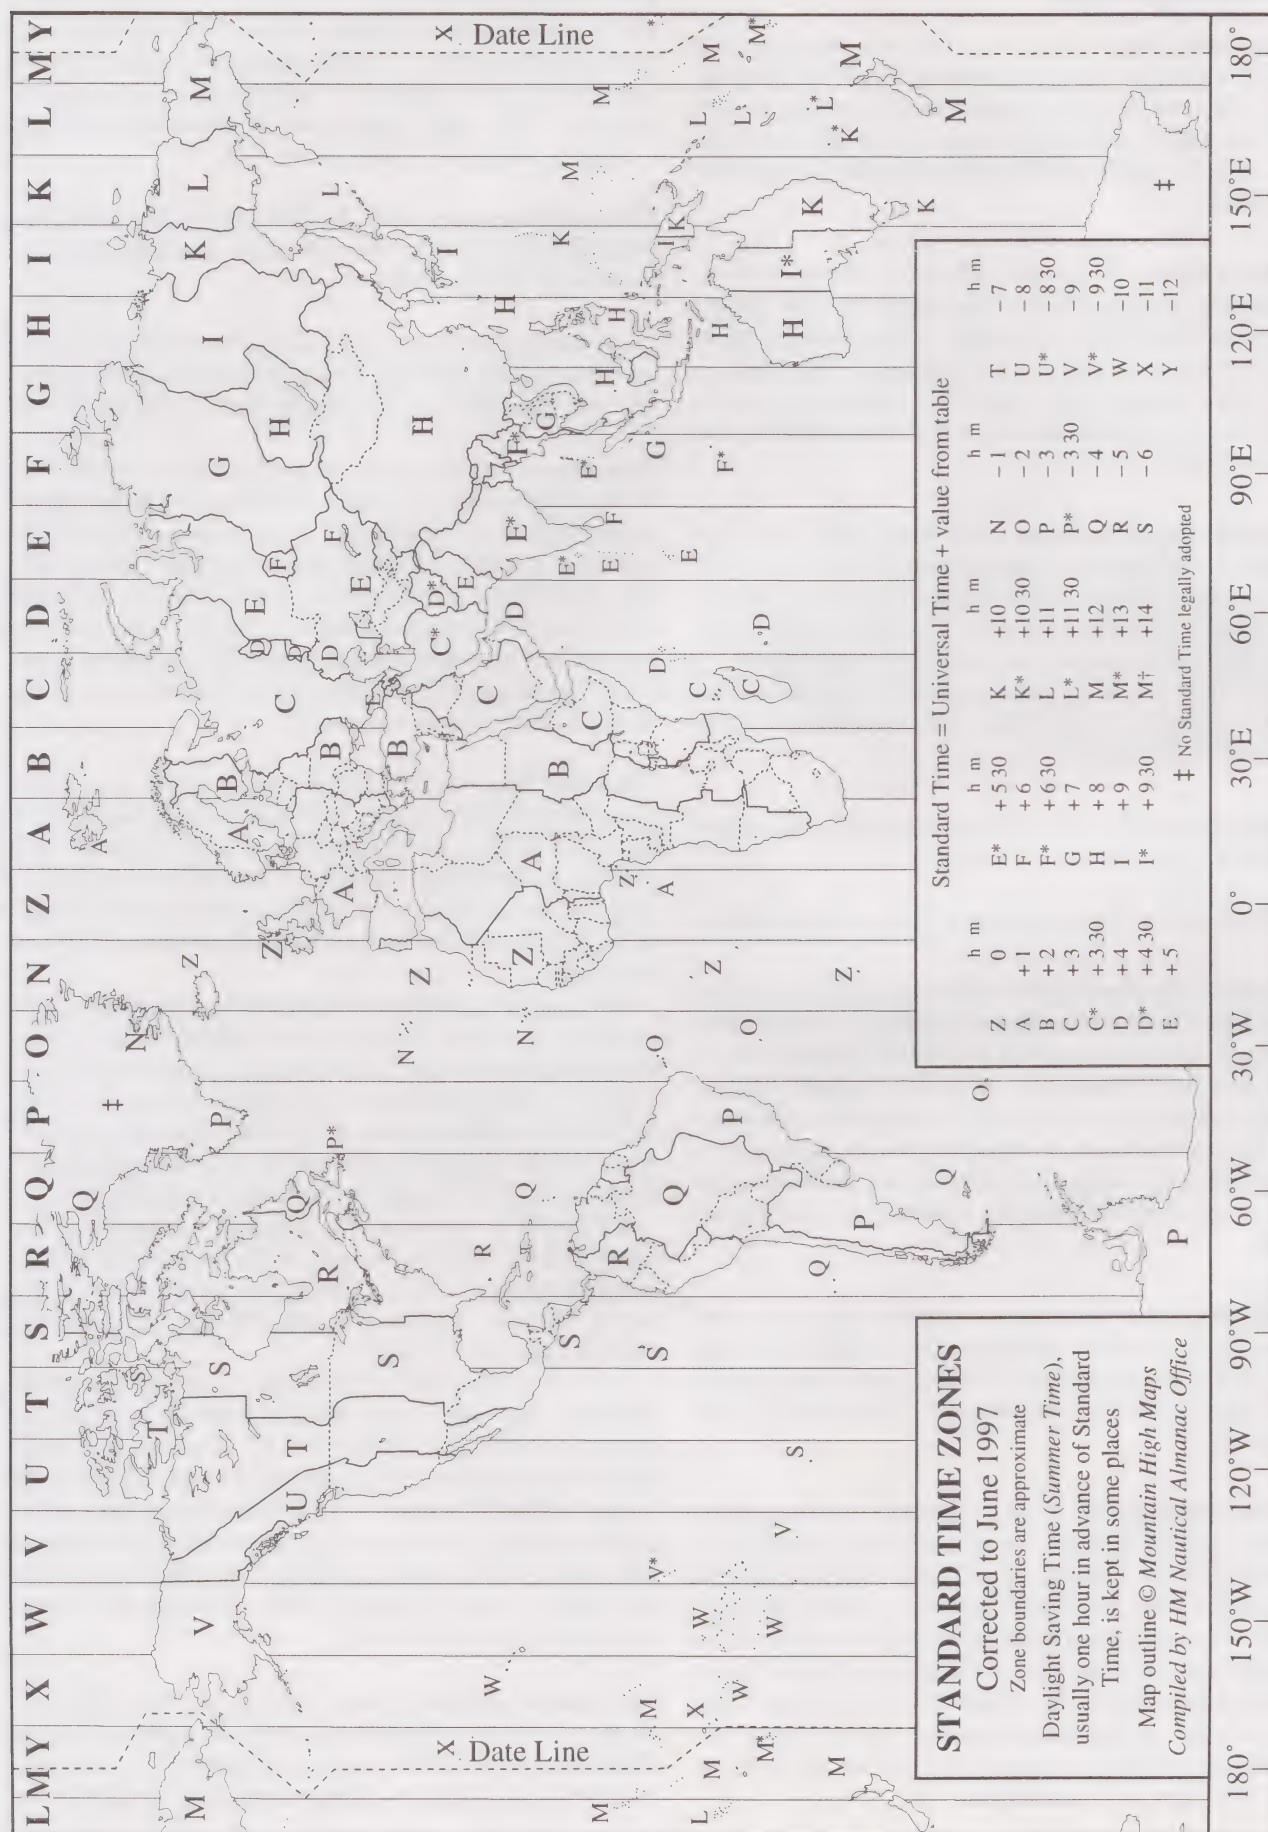 L M Y X W V U T S R Q P O N Z A B C D E F G H I K L M Y
A
Q
‡
T
S
N
A
Z
M
V
S
P
B
A
G
I
K
L
M
D
E
Z
C
H
F
U
T
Q
D
R
P*
D
B
F
L
A
E
S
B
C*
D*
H
I
E
X
Date Line
X
Date Line
Z
N
C
R
W
D
E*
F*
H
Q
N
Z
A
B
G
K
M
S
E*
E*
C
M
R
Z
F
E
H
H
M
V*
S
M
O
A
D
E
G
I
K
Q
W
X
M
L
Z
C
F*
H
L
M
P
W
M*
O
C
D
L*
M*
V
S
I*
H
K
L*
Q
P
M
Z
K*
M
Q
O
K
M
P
‡
STANDARD TIME ZONES
Corrected to June 1997
Zone boundaries are approximate
Daylight Saving Time (Summer Time),
usually one hour in advance of Standard
Time, is kept in some places
Map outline © Mountain High Maps
Compiled by HM Nautical Almanac Office
Standard Time = Universal Time + value from table
h m h m h m h m h m
Z 0 E* + 5 30 K +10 N − 1 T − 7
A + 1 F + 6 K* +10 30 O − 2 U − 8
B + 2 F* + 6 30 L +11 P − 3 U* − 8 30
C + 3 G + 7 L* +11 30 P* − 3 30 V − 9
C* + 3 30 H + 8 M +12 Q − 4 V* − 9 30
D + 4 I + 9 M* +13 R − 5 W −10
D* + 4 30 I* + 9 30 M† +14 S − 6 X −11
E + 5 Y −12
‡ No Standard Time legally adopted
180° 150°W 120°W 90°W 60°W 30°W 0° 30°E 60°E 90°E 120°E 150°E 180°